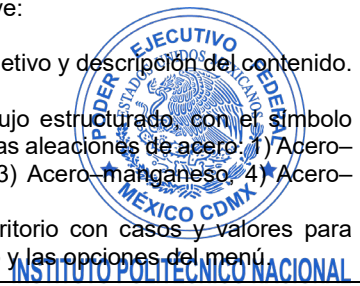 ve:
etivo y descripción del contenido.
PODER EJECUTIVO FEDERAL
ESTADOS UNIDOS MEXICANOS
ujo estructurado, con el símbolo
as aleaciones de acero. 1) Acero–
3) Acero–manganeso, 4) Acero–
MÉXICO CDMX
ritorio con casos y valores para
y las opciones del menú.
INSTITUTO POLITÉCNICO NACIONAL